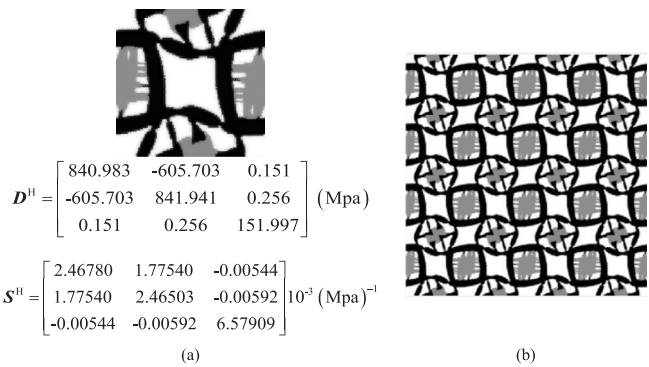 D^H = [840.983 -605.703 0.151
-605.703 841.941 0.256
0.151 0.256 151.997] (Mpa)
S^H = [2.46780 1.77540 -0.00544
1.77540 2.46503 -0.00592
-0.00544 -0.00592 6.57909] 10^-3 (Mpa)^-1
(a) (b)